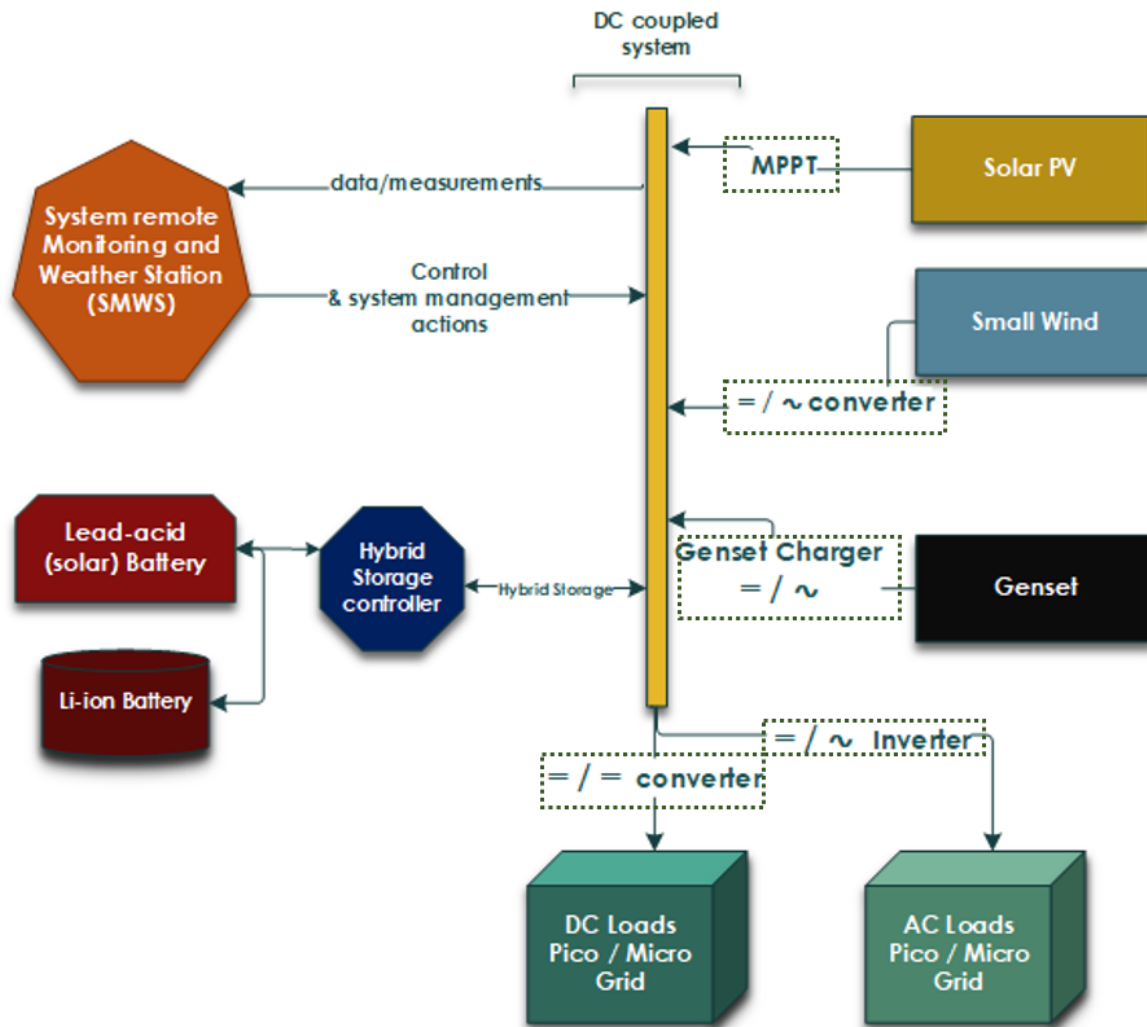 DC coupled
system
MPPT
Solar PV
data/measurements
System remote
Monitoring and
Weather Station
(SMWS)
Control
& system management
actions
Small Wind
= / ~ converter
Lead-acid
(solar) Battery
Hybrid
Storage
controller
Hybrid Storage
Genset Charger
= / ~
Genset
Li-ion Battery
= / ~ Inverter
= / = converter
DC Loads
Pico / Micro
Grid
AC Loads
Pico / Micro
Grid